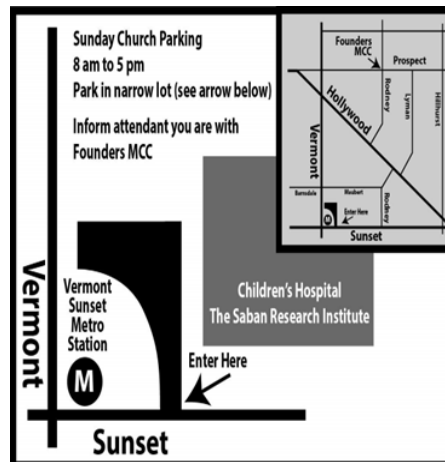 Sunday Church Parking
8 am to 5 pm
Park in narrow lot (see arrow below)
Inform attendant you are with
Founders MCC
Founders
MCC
Prospect
Hollywood
Rodney
Lyman
Hillhurst
Vermont
Barnsdale
Maubert
Rodney
Enter Here
M
Sunset
Vermont
Vermont
Sunset
Metro
Station
M
Children's Hospital
The Saban Research Institute
Enter Here
Sunset